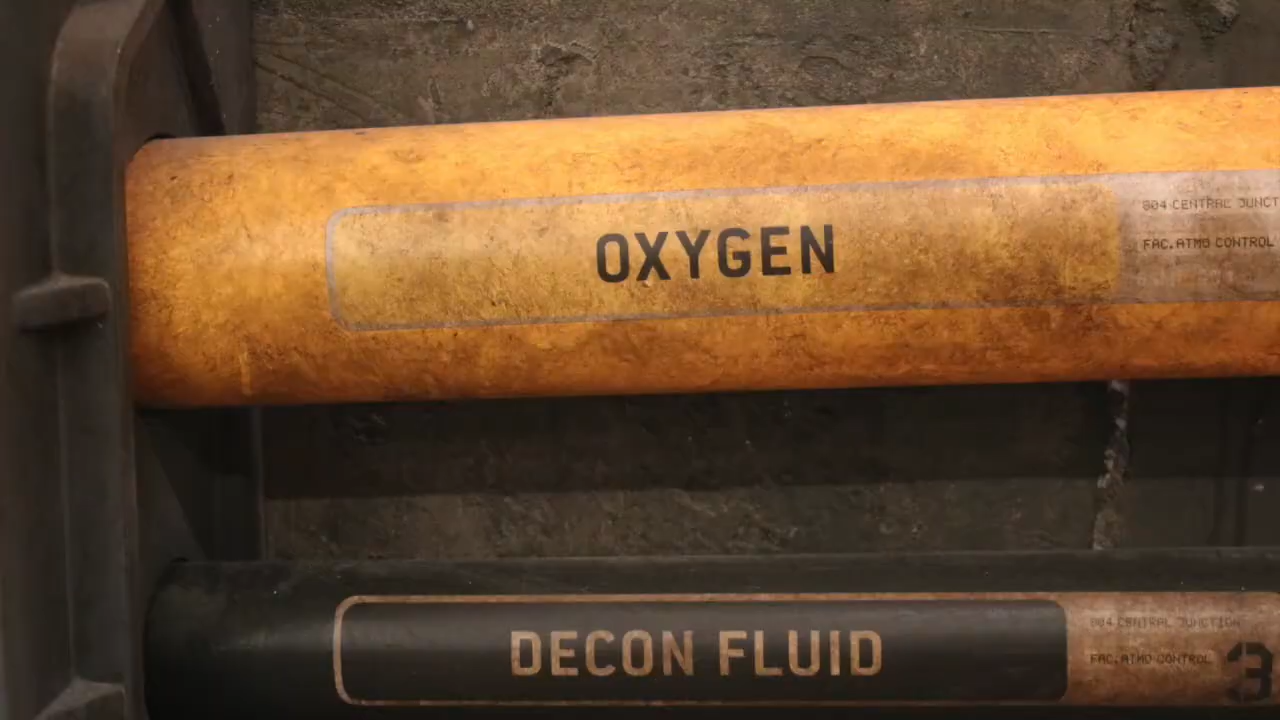 OXYGEN
804 CENTRAL JUNCT
FAC. ATMO CONTROL
DECON FLUID
804 CENTRAL JUNCTION
FAC. ATMO CONTROL
3